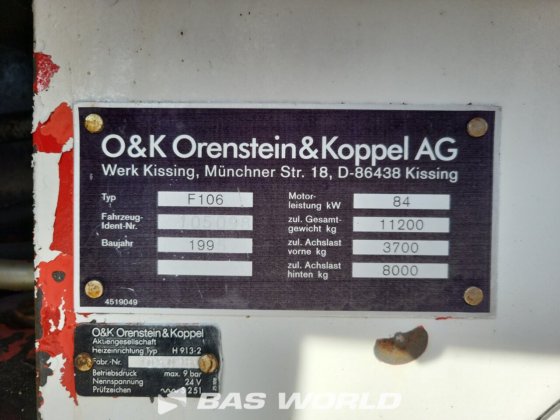 O&K Orenstein&Koppel AG
Werk Kissing, Münchner Str. 18, D-86438 Kissing
Typ F106
Fahrzeug-
Ident-Nr.
Baujahr 199
Motor-
leistung kW 84
zul. Gesamt-
gewicht kg 11200
zul. Achslast
vorne kg 3700
zul. Achslast
hinten kg 8000
4519049
O&K Orenstein&Koppel
Aktiengesellschaft
Heizeinrichtung Typ H 913-2
Fabr.-Nr.
Betriebsdruck max. 9 bar
Nennspannung 24 V
Prüfzeichen 251
BAS WORLD